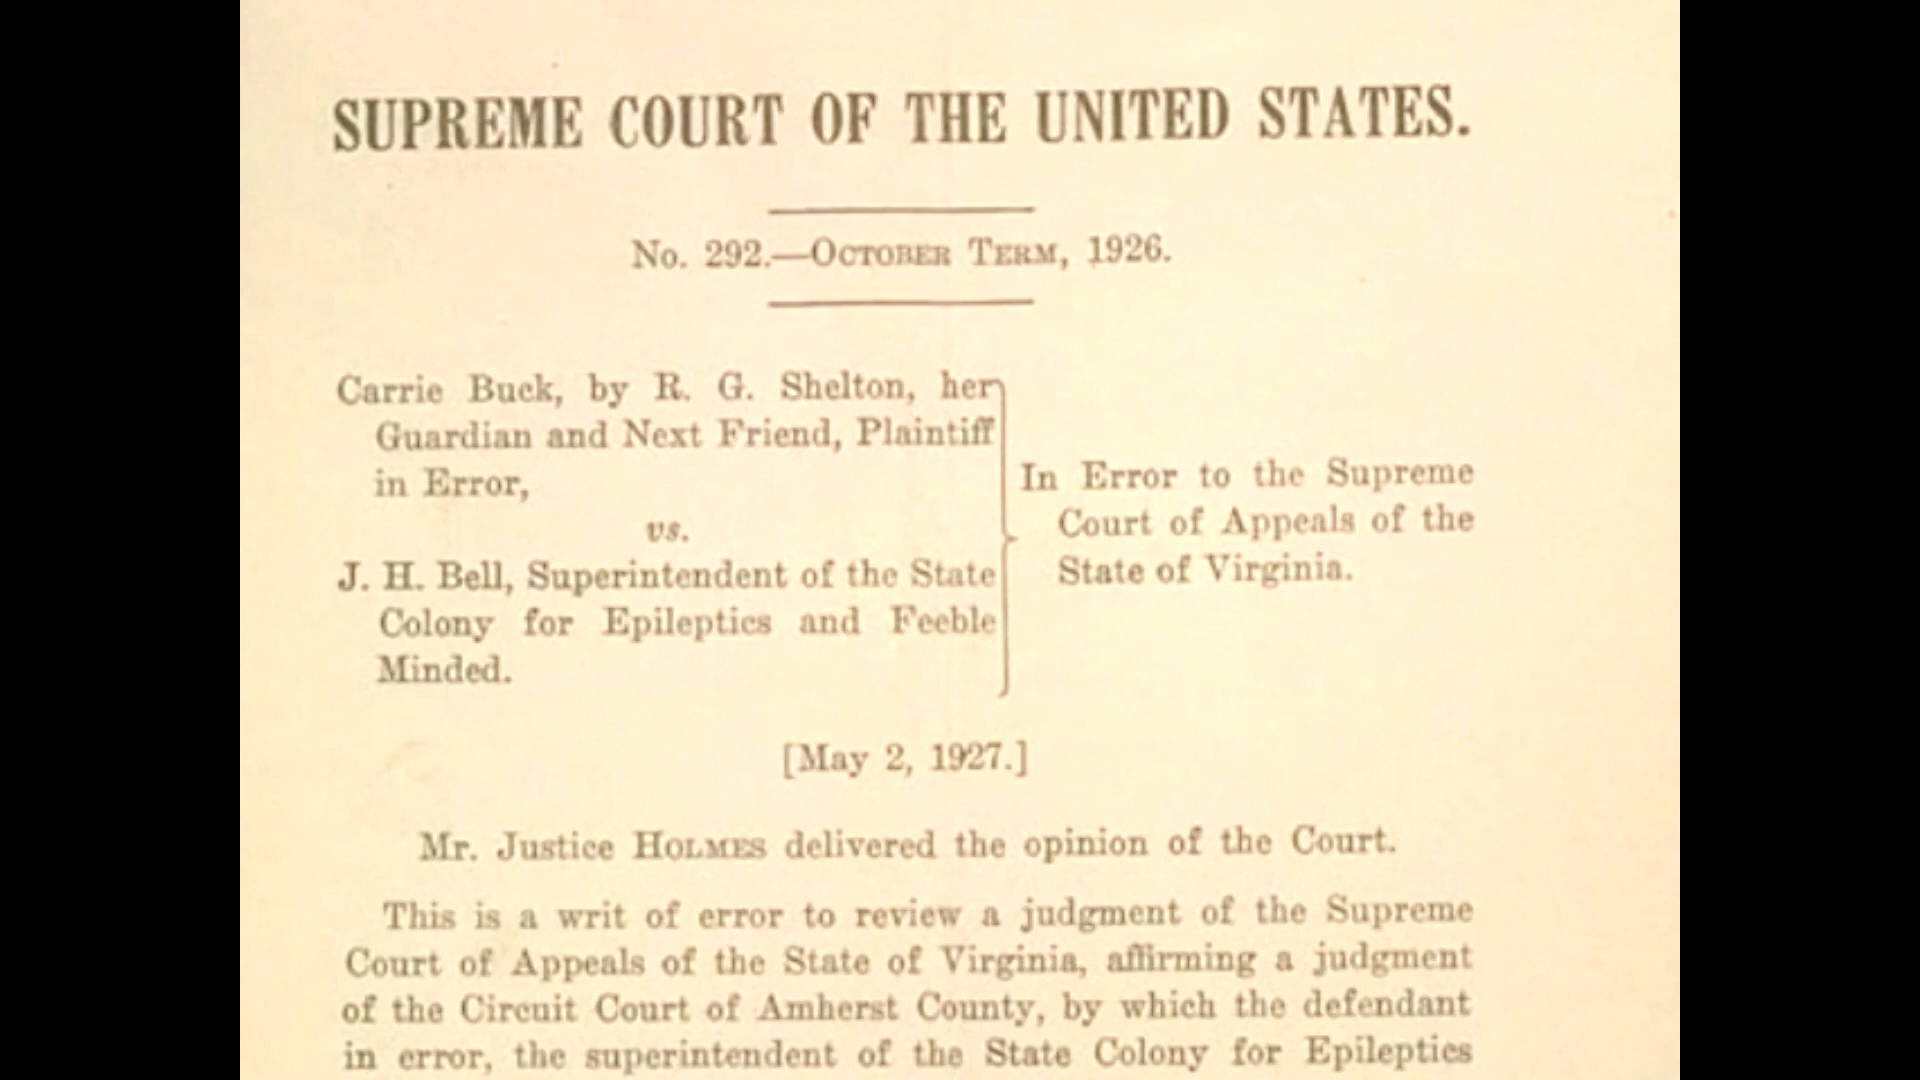 SUPREME COURT OF THE UNITED STATES.
No. 292.—OCTOBER TERM, 1926.
Carrie Buck, by R. G. Shelton, her
Guardian and Next Friend, Plaintiff
in Error,
vs.
J. H. Bell, Superintendent of the State
Colony for Epileptics and Feeble
Minded.
In Error to the Supreme
Court of Appeals of the
State of Virginia.
[May 2, 1927.]
Mr. Justice HOLMES delivered the opinion of the Court.
This is a writ of error to review a judgment of the Supreme
Court of Appeals of the State of Virginia, affirming a judgment
of the Circuit Court of Amherst County, by which the defendant
in error, the superintendent of the State Colony for Epileptics